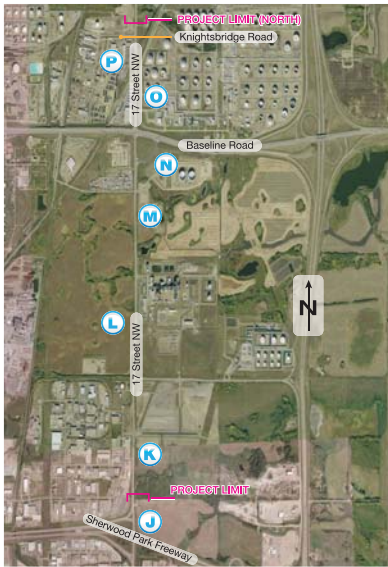 PROJECT LIMIT (NORTH)
Knightsbridge Road
P
17 Street NW
O
Baseline Road
N
M
N
L
17 Street NW
K
PROJECT LIMIT
J
Sherwood Park Freeway